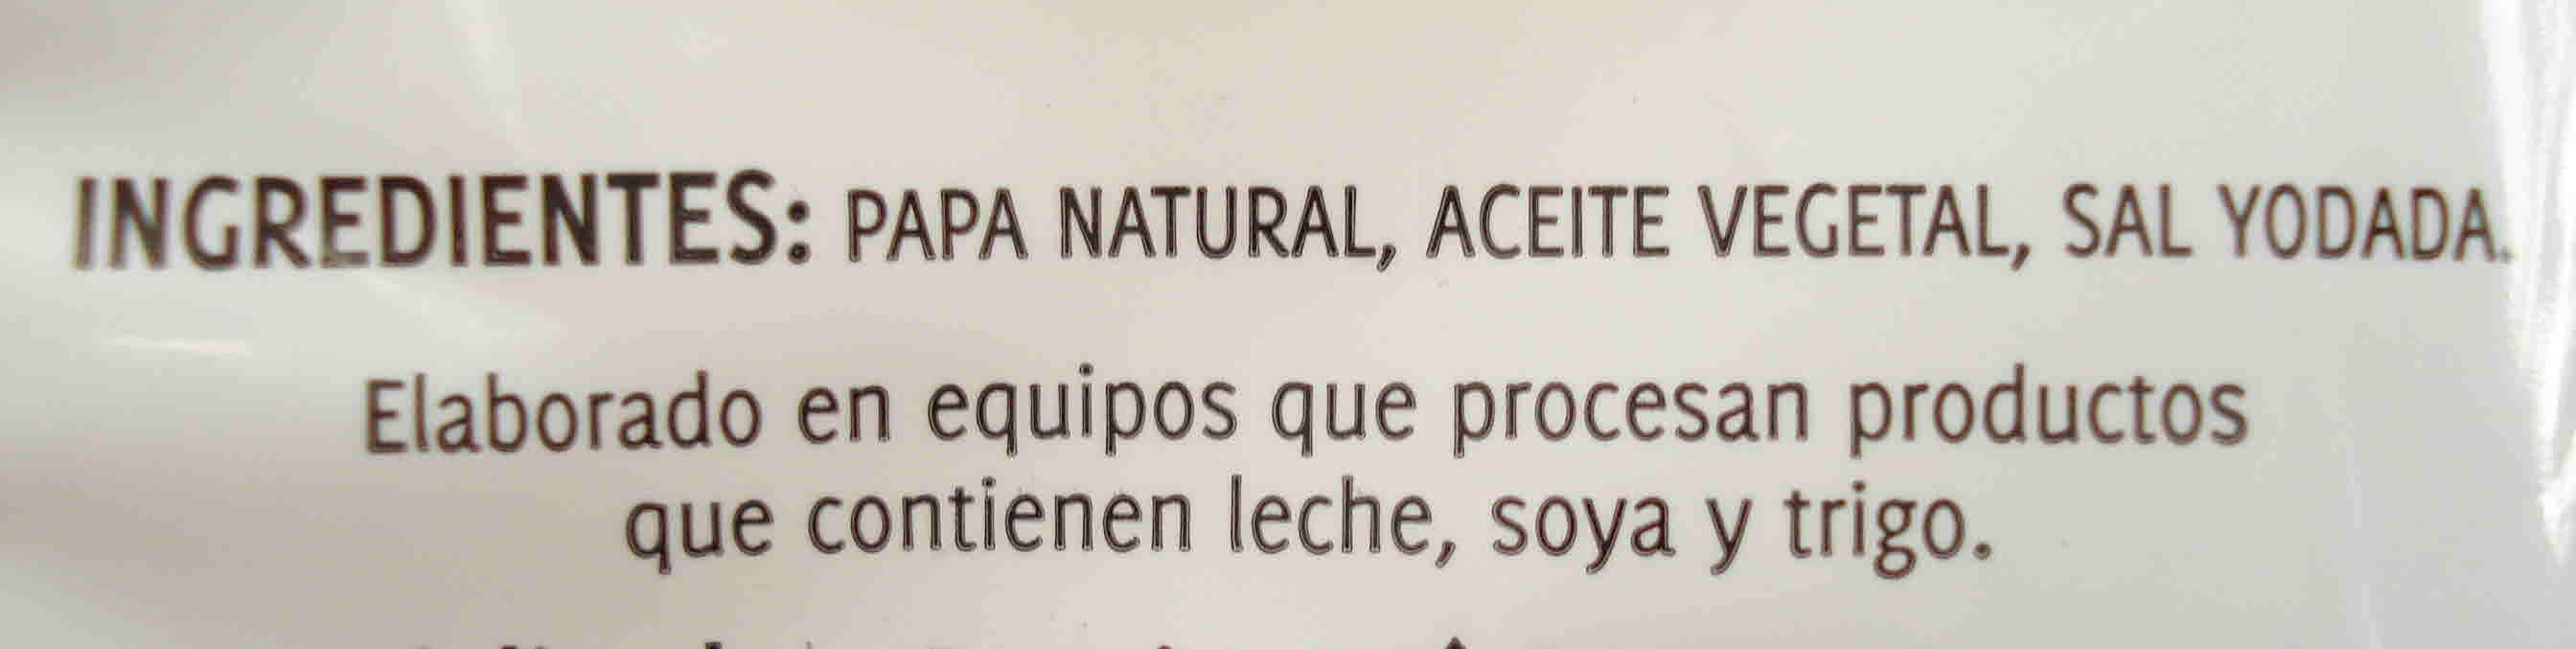 INGREDIENTES: PAPA NATURAL, ACEITE VEGETAL, SAL YODADA.
Elaborado en equipos que procesan productos
que contienen leche, soya y trigo.